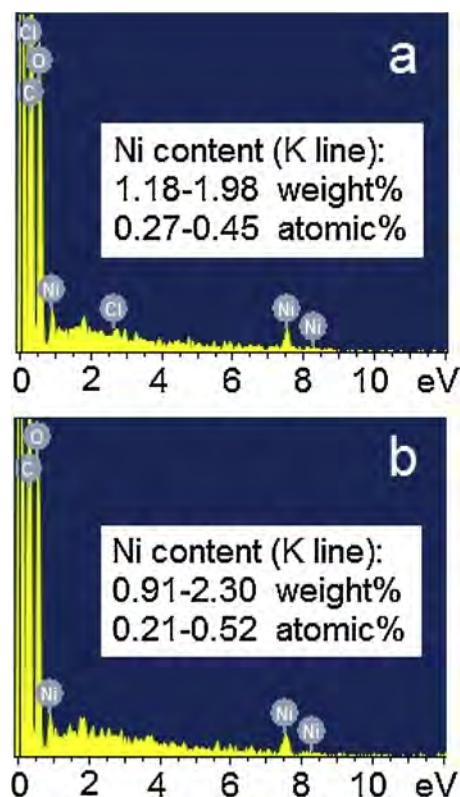 Cl
a
O
C
Ni content (K line):
1.18-1.98 weight%
0.27-0.45 atomic%
Ni
Cl
Ni
Ni
0 2 4 6 8 10 eV
O
b
C
Ni content (K line):
0.91-2.30 weight%
0.21-0.52 atomic%
Ni
Ni
Ni
0 2 4 6 8 10 eV